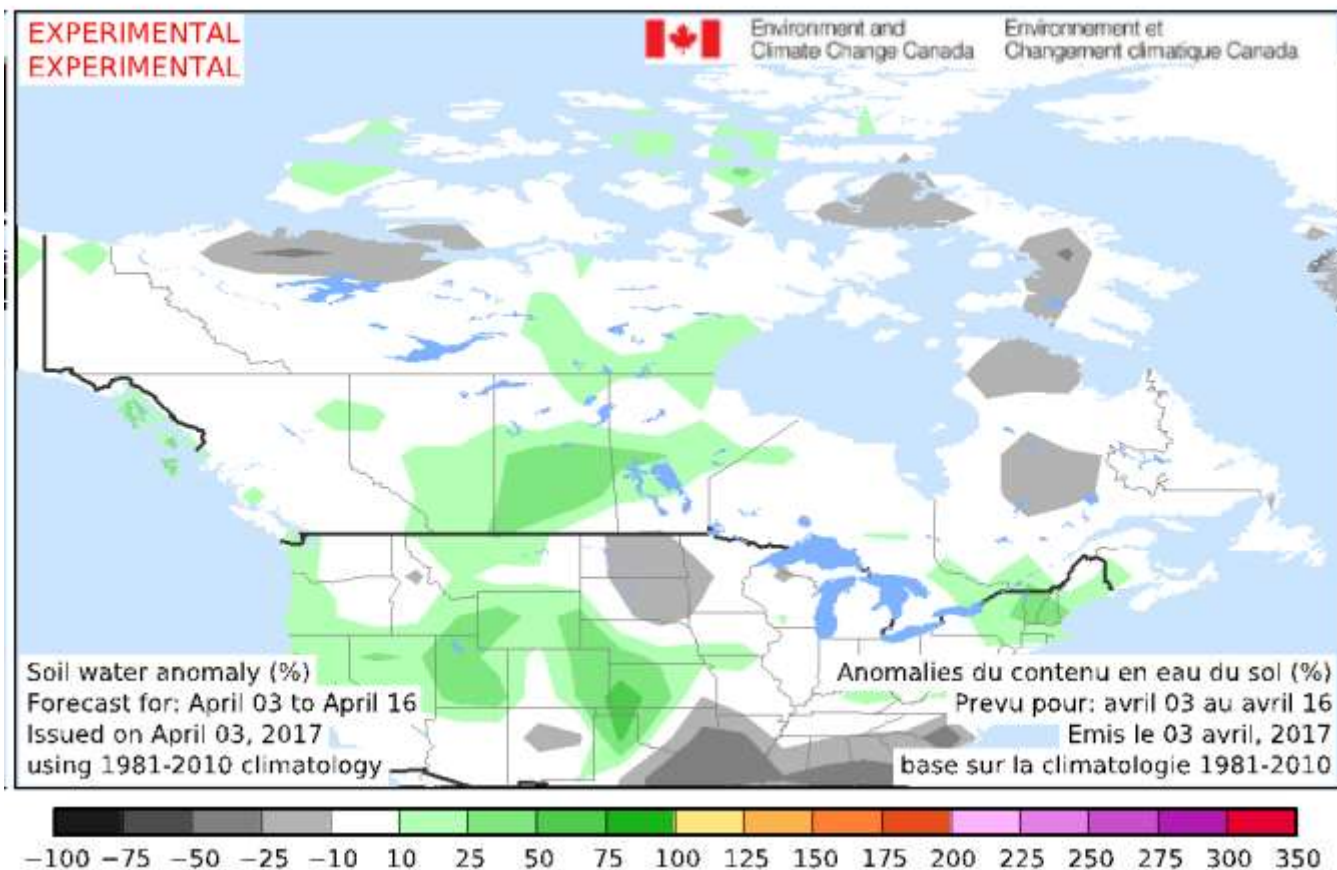 EXPERIMENTAL
EXPERIMENTAL
Environment and
Climate Change Canada
Environnement et
Changement climatique Canada
Soil water anomaly (%)
Forecast for: April 03 to April 16
Issued on April 03, 2017
using 1981-2010 climatology
Anomalies du contenu en eau du sol (%)
Prevu pour: avril 03 au avril 16
Emis le 03 avril, 2017
base sur la climatologie 1981-2010
−100 −75 −50 −25 −10 10 25 50 75 100 125 150 175 200 225 250 275 300 350